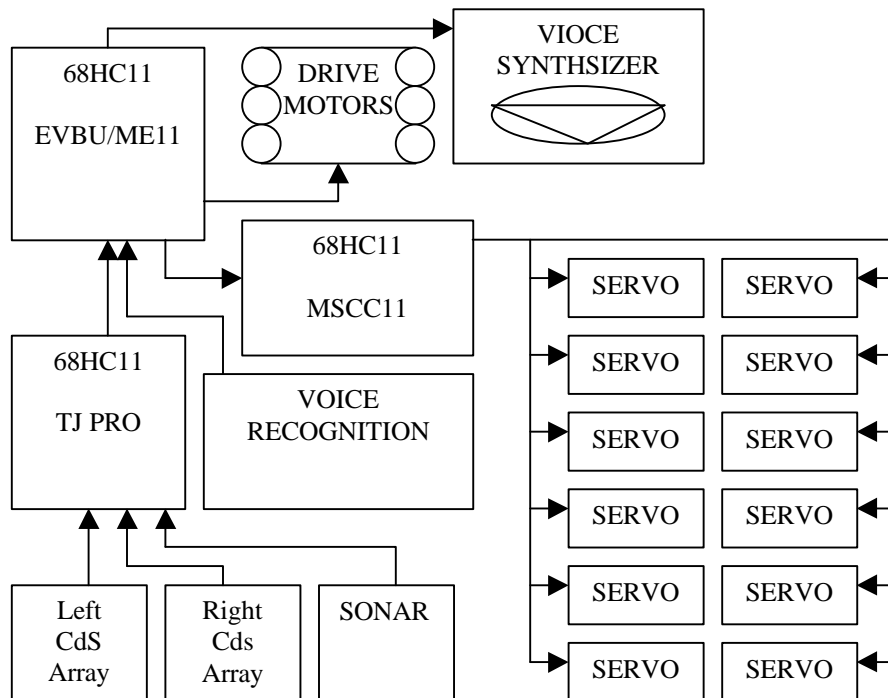 VIOCE
SYNTHSIZER
DRIVE
MOTORS
68HC11
EVBU/ME11
68HC11
MSCC11
SERVO SERVO
SERVO SERVO
SERVO SERVO
SERVO SERVO
SERVO SERVO
SERVO SERVO
68HC11
TJ PRO
VOICE
RECOGNITION
Left
CdS
Array
Right
Cds
Array
SONAR